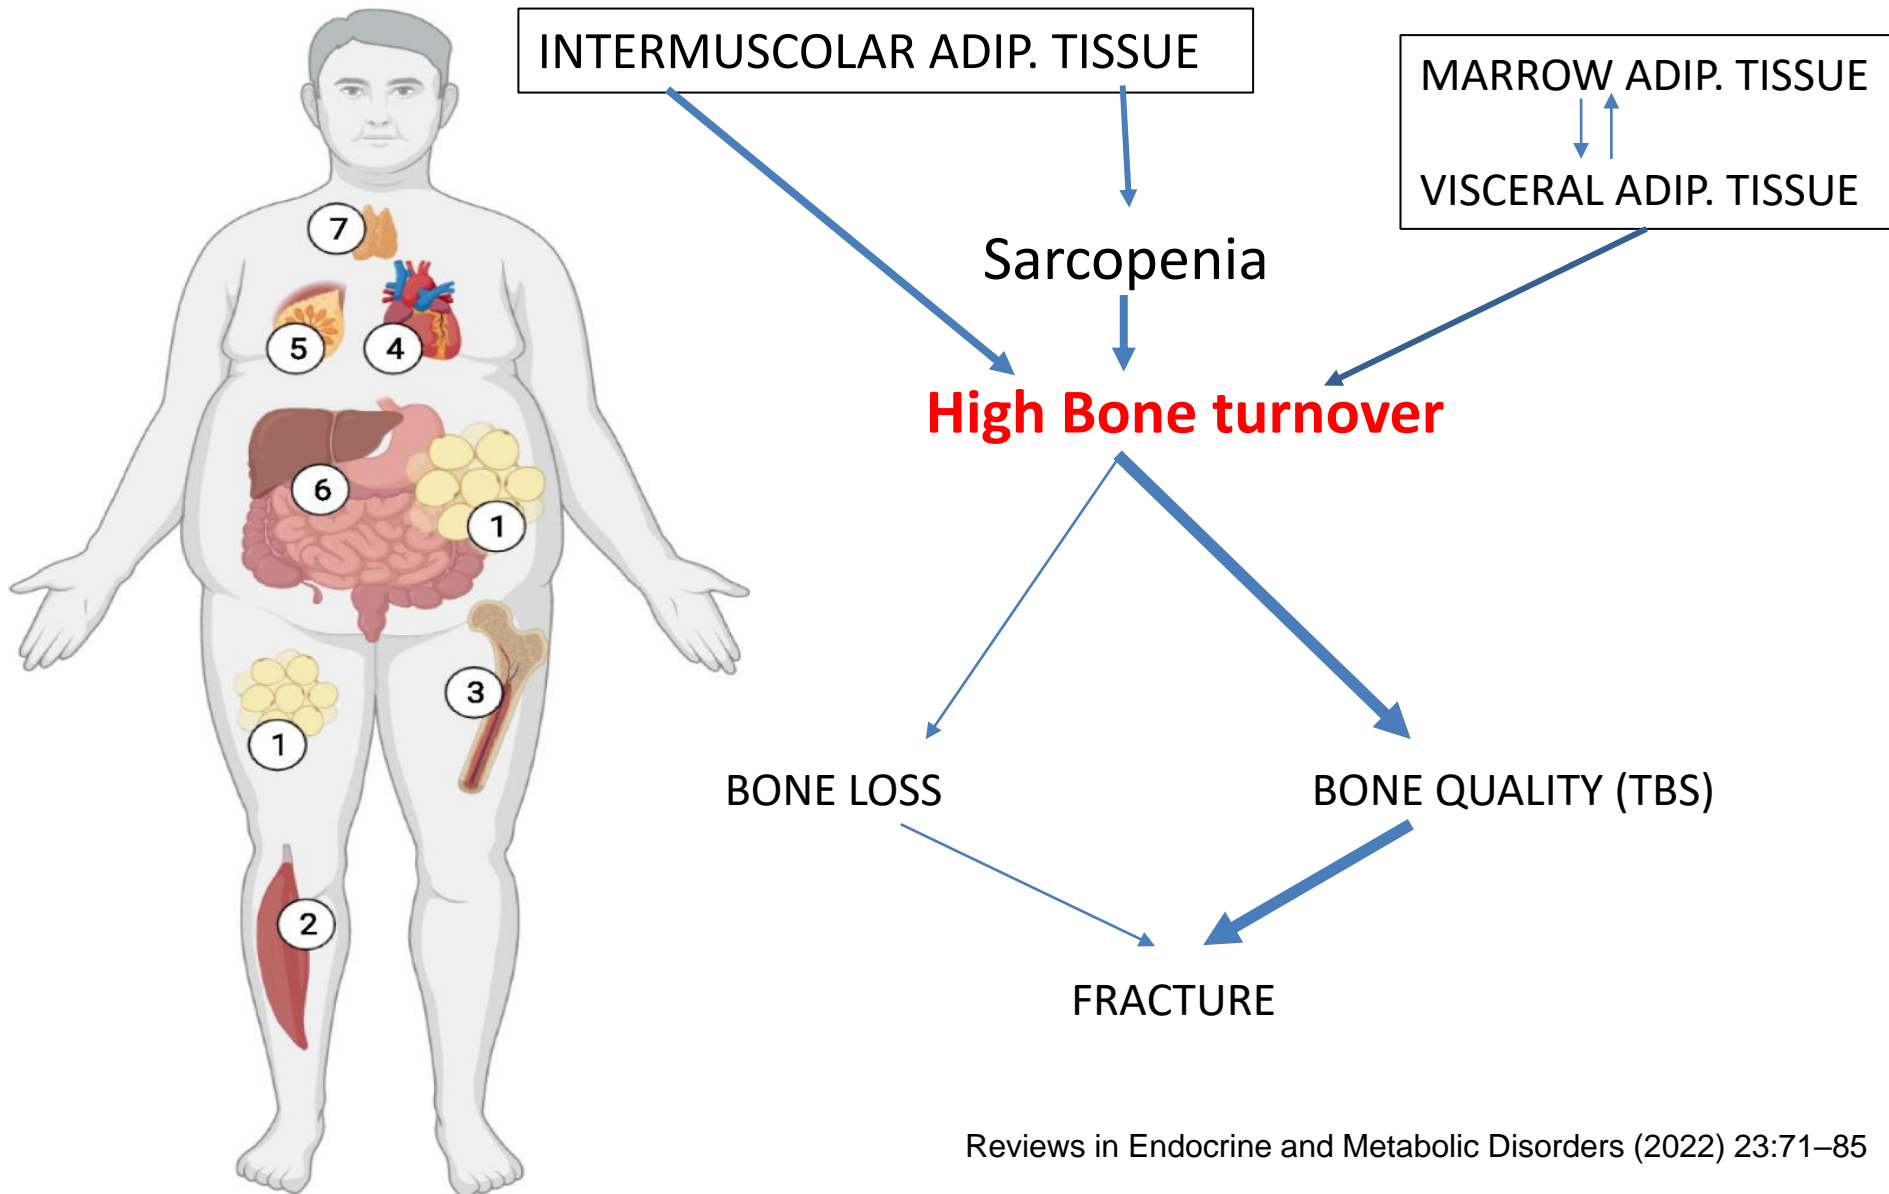 INTERMUSCOLAR ADIP. TISSUE
MARROW ADIP. TISSUE
VISCERAL ADIP. TISSUE
Sarcopenia
High Bone turnover
7
5
4
6
1
3
1
2
BONE LOSS
BONE QUALITY (TBS)
FRACTURE
Reviews in Endocrine and Metabolic Disorders (2022) 23:71–85